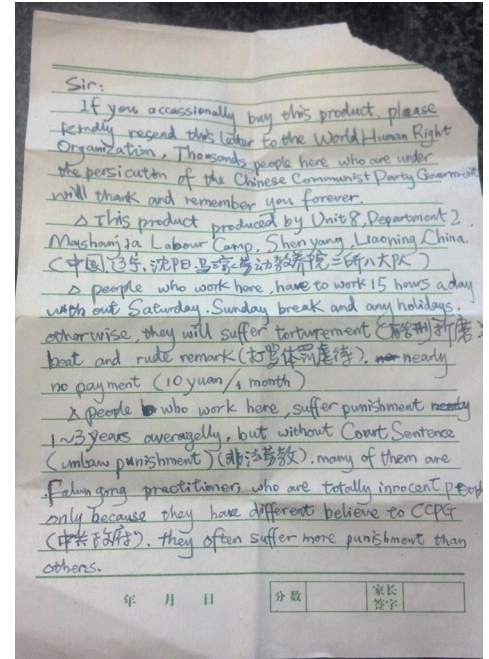 Sir:
If you occassionally buy this product, please
kindly resend this letter to the World Human Right
Organization. Thousands people here who are under
the persicution of the Chinese Communist Party Government
will thank and remember you forever.
△ This product produced by Unit 8, Department 2,
Mashanjia Labour Camp, Shenyang, Liaoning, China.
(中国,辽宁,沈阳,马三家劳动教养院二所八大队)
△ people who work here, have to work 15 hours a day
with out Saturday, Sunday break and any holidays,
otherwise, they will suffer torturement (酷刑折磨)
beat and rude remark (打骂体罚虐待). nearly
no payment (10 yuan/1 month)
△ people who work here, suffer punishment
1~3 years averagelly, but without Court Sentence
(unlaw punishment) (非法劳教). many of them are
Falun gong practitioner, who are totally innocent people
only because they have different believe to CCPG
(中共政府). they often suffer more punishment than
others.
年 月 日
分数 家长
签字